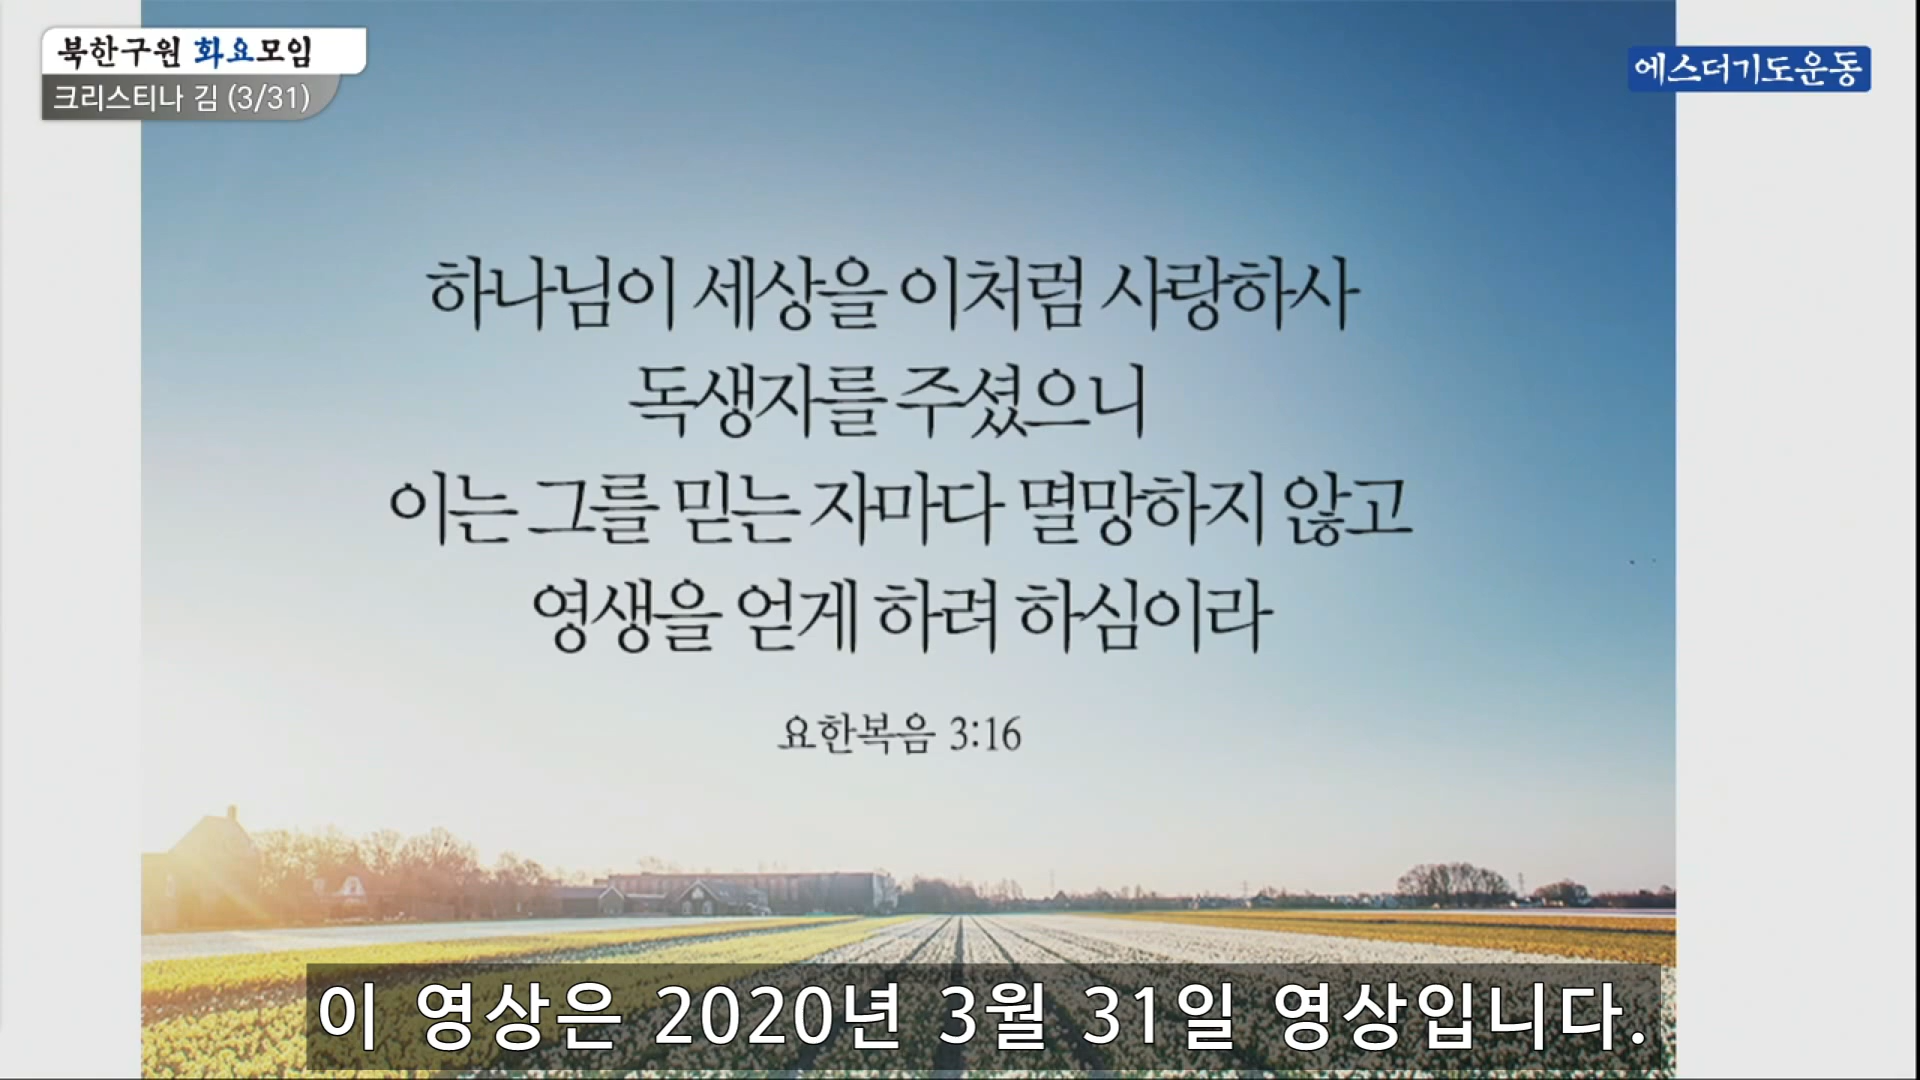 북한구원 화요모임
크리스티나 김 (3/31)
에스더기도운동
하나님이 세상을 이처럼 사랑하사
독생자를 주셨으니
이는 그를 믿는 자마다 멸망하지 않고
영생을 얻게 하려 하심이라
요한복음 3:16
이 영상은 2020년 3월 31일 영상입니다.